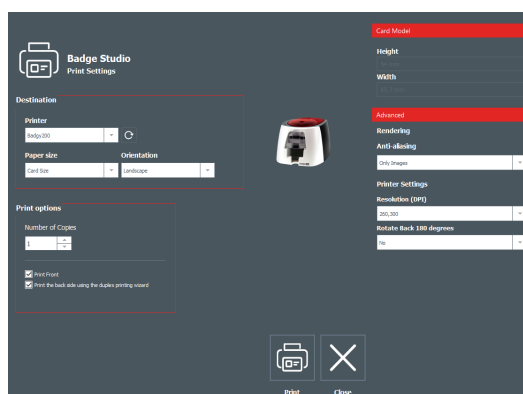 Badge Studio
Print Settings
Destination
Printer
Badgy200
Paper size
Orientation
Card Size
Landscape
Print options
Number of Copies
1
Print Front
Print the back side using the duplex printing wizard
Print
Close
Card Model
Height
Width
Advanced
Rendering
Anti-aliasing
Only Images
Printer Settings
Resolution (DPI)
260,300
Rotate Back 180 degrees
No